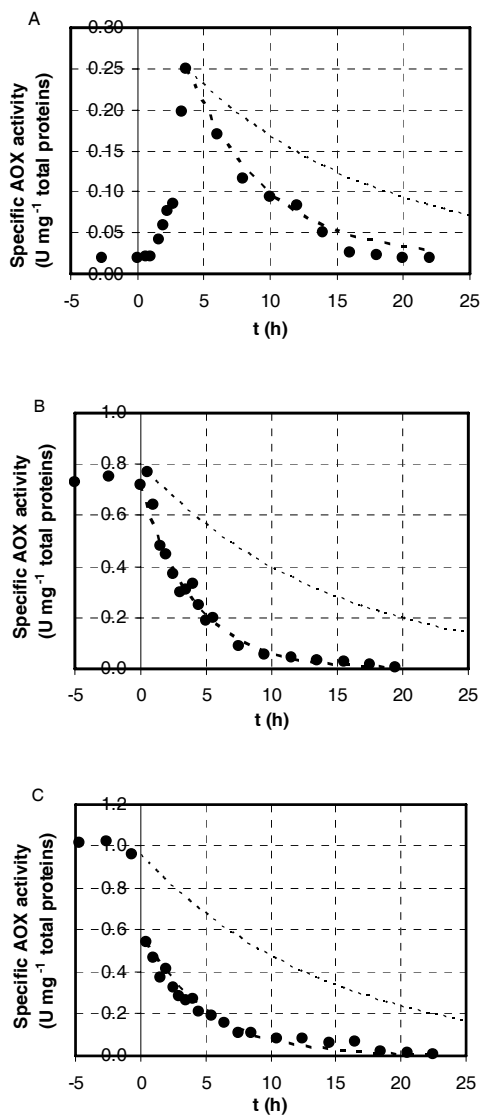 A
Specific AOX activity
(U mg⁻¹ total proteins)
0.30
0.25
0.20
0.15
0.10
0.05
0.00
-5 0 5 10 15 20 25
t (h)
B
Specific AOX activity
(U mg⁻¹ total proteins)
1.0
0.8
0.6
0.4
0.2
0.0
-5 0 5 10 15 20 25
t (h)
C
Specific AOX activity
(U mg⁻¹ total proteins)
1.2
1.0
0.8
0.6
0.4
0.2
0.0
-5 0 5 10 15 20 25
t (h)